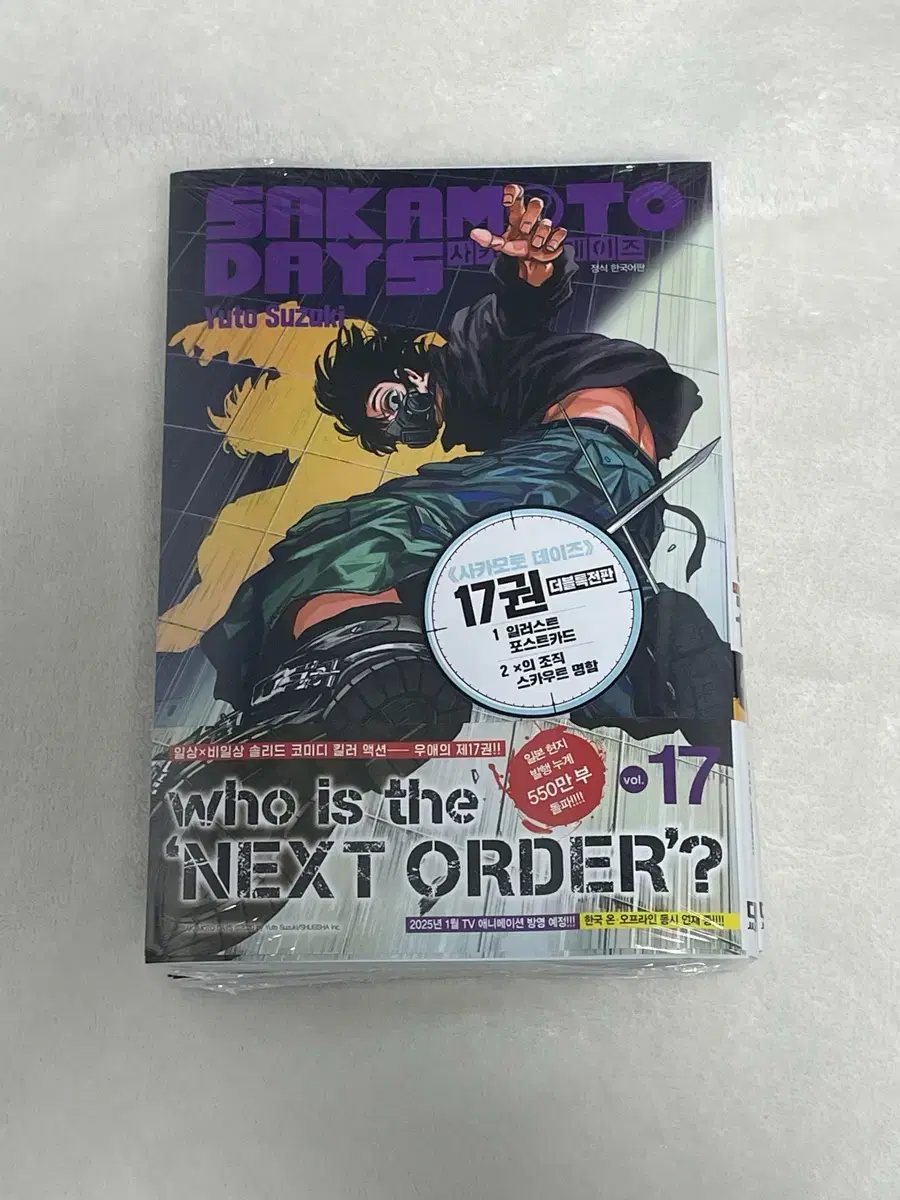 SAKAMOTO
DAYS
데이즈
정식 한국어판
Yuto Suzuki
《사카모토 데이즈》
17권 더블특전판
1 일러스트
포스트카드
2 ×의 조직
스카우트 명함
일상×비일상 솔리드 코미디 킬러 액션── 우애의 제17권!!
일본 현지
발행 누계
550만 부
돌파!!!!
vol.17
who is the
'NEXT ORDER'?
2025년 1월 TV 애니메이션 방영 예정!!! 한국 온·오프라인 동시 연재 중!!!!
Yuto Suzuki/SHUEISHA Inc.